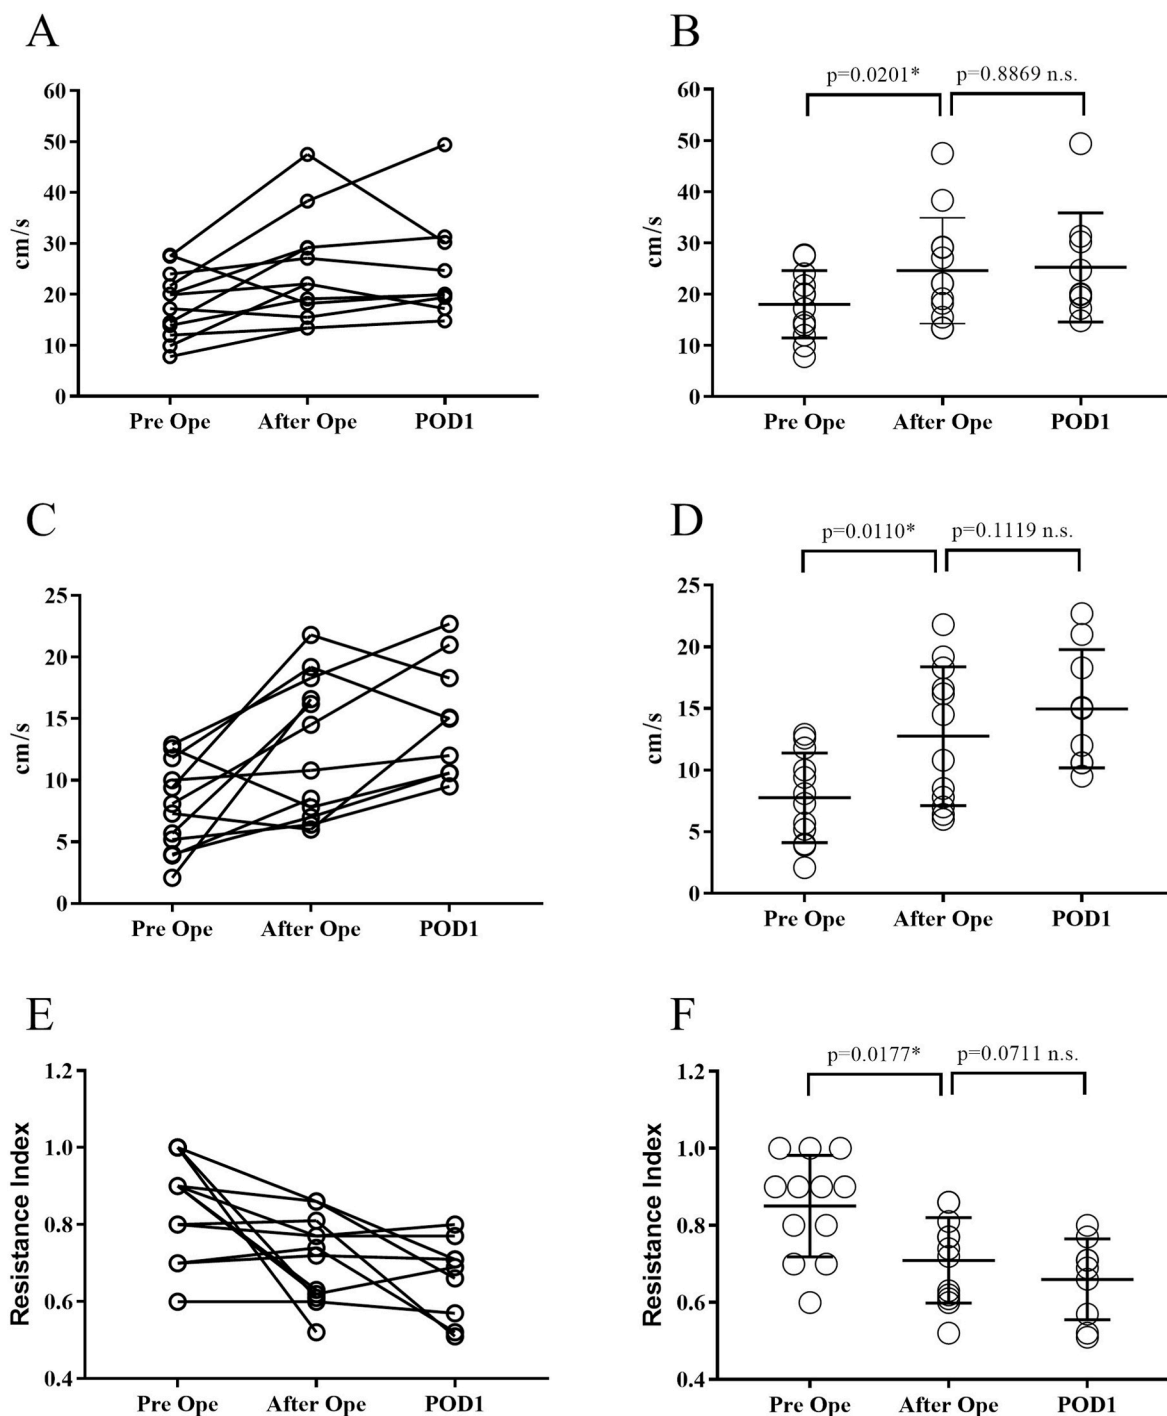 A
60
50
40
30
20
10
0
cm/s
Pre Ope After Ope POD1
B
p=0.0201* p=0.8869 n.s.
60
50
40
30
20
10
0
cm/s
Pre Ope After Ope POD1
C
25
20
15
10
5
0
cm/s
Pre Ope After Ope POD1
D
p=0.0110* p=0.1119 n.s.
25
20
15
10
5
0
cm/s
Pre Ope After Ope POD1
E
1.2
1.0
0.8
0.6
0.4
Resistance Index
Pre Ope After Ope POD1
F
p=0.0177* p=0.0711 n.s.
1.2
1.0
0.8
0.6
0.4
Resistance Index
Pre Ope After Ope POD1